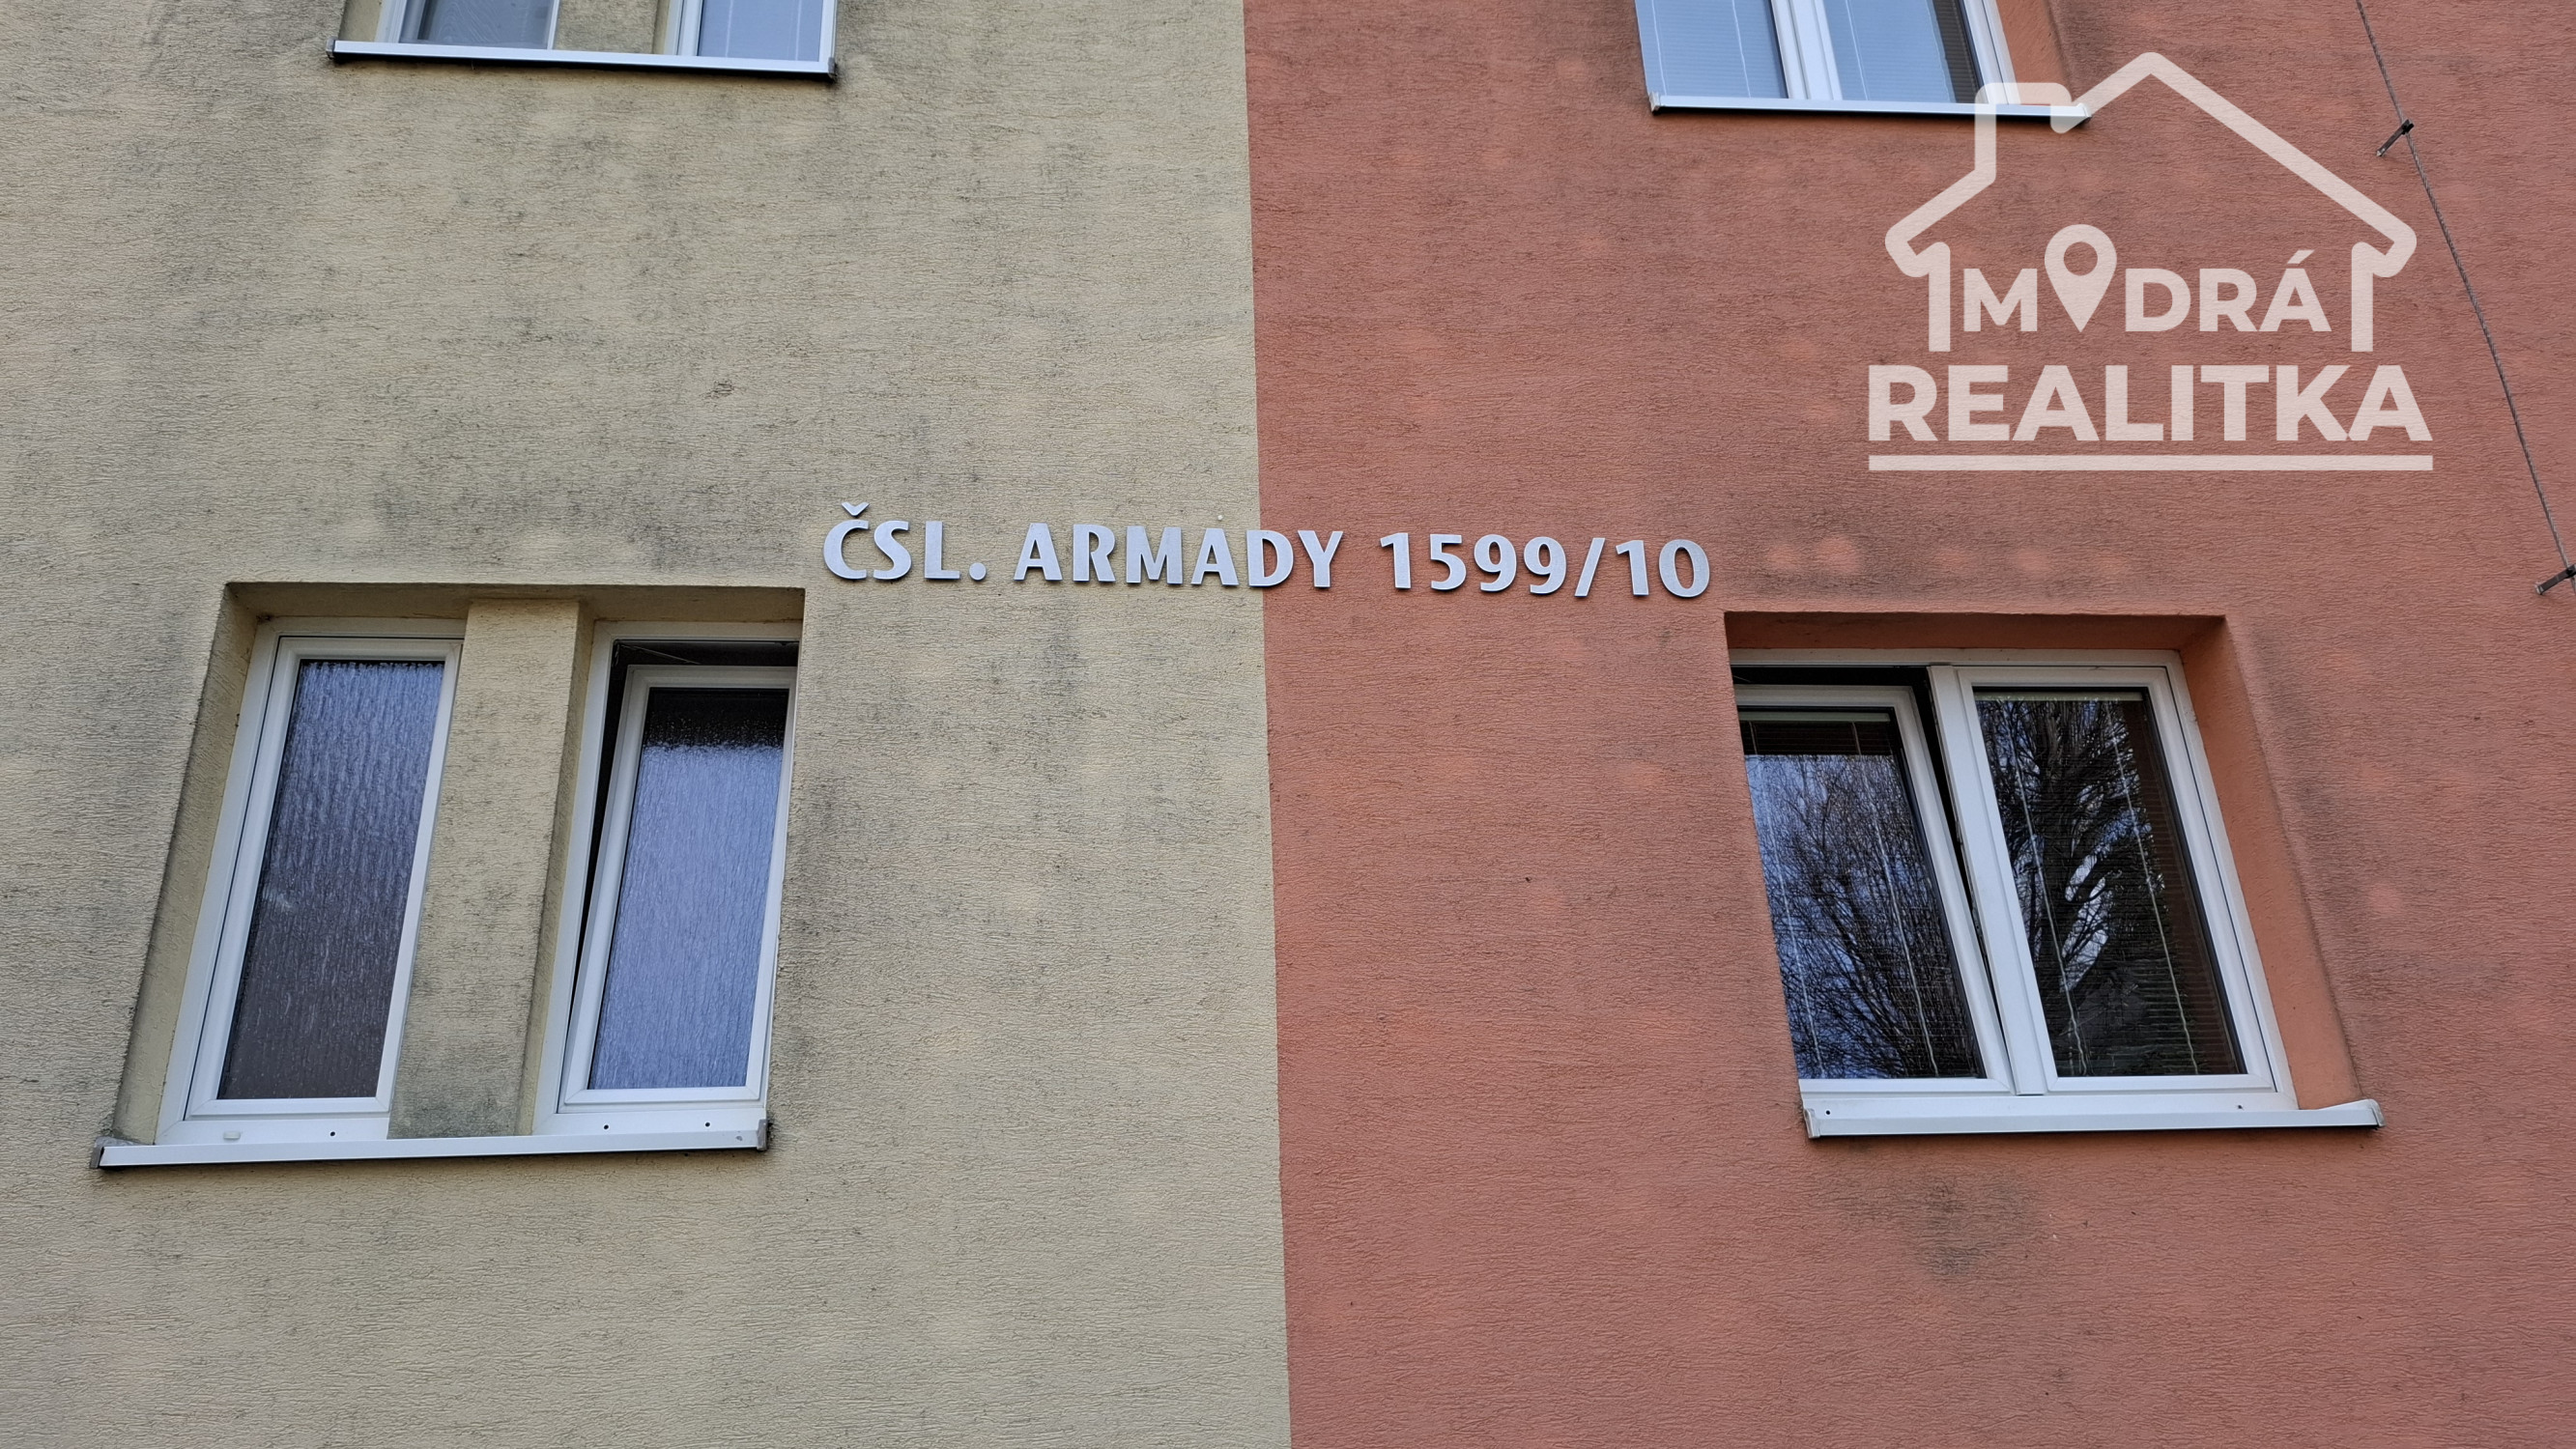 MODRÁ
REALITKA
ČSL. ARMADY 1599/10